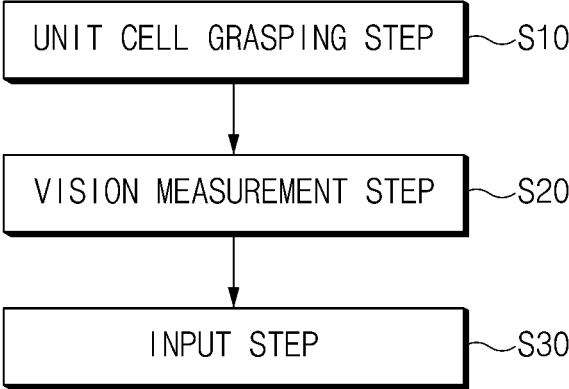 UNIT CELL GRASPING STEP
S10
VISION MEASUREMENT STEP
S20
INPUT STEP
S30